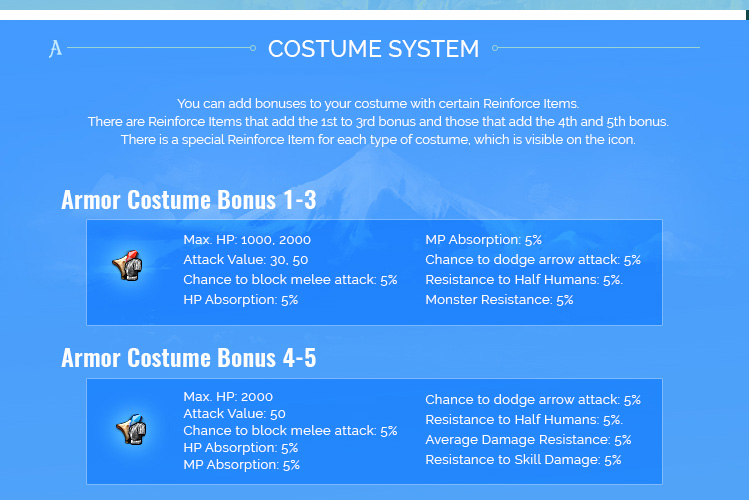 COSTUME SYSTEM
You can add bonuses to your costume with certain Reinforce Items.
There are Reinforce Items that add the 1st to 3rd bonus and those that add the 4th and 5th bonus.
There is a special Reinforce Item for each type of costume, which is visible on the icon.
Armor Costume Bonus 1-3
Max. HP: 1000, 2000
Attack Value: 30, 50
Chance to block melee attack: 5%
HP Absorption: 5%
MP Absorption: 5%
Chance to dodge arrow attack: 5%
Resistance to Half Humans: 5%.
Monster Resistance: 5%
Armor Costume Bonus 4-5
Max. HP: 2000
Attack Value: 50
Chance to block melee attack: 5%
HP Absorption: 5%
MP Absorption: 5%
Chance to dodge arrow attack: 5%
Resistance to Half Humans: 5%.
Average Damage Resistance: 5%
Resistance to Skill Damage: 5%